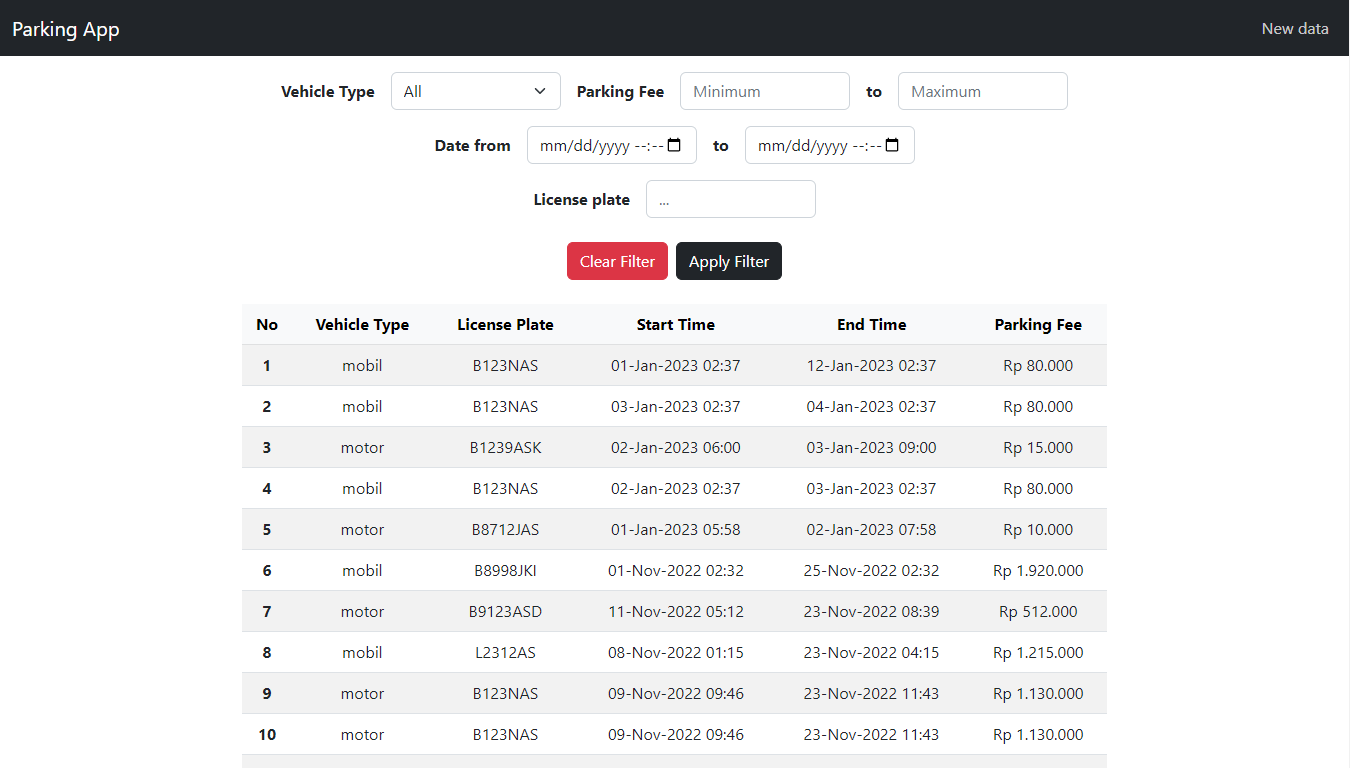 Parking App New data
Vehicle Type All Parking Fee Minimum to Maximum
Date from mm/dd/yyyy --:-- to mm/dd/yyyy --:--
License plate ...
Clear Filter Apply Filter
No Vehicle Type License Plate Start Time End Time Parking Fee
1 mobil B123NAS 01-Jan-2023 02:37 12-Jan-2023 02:37 Rp 80.000
2 mobil B123NAS 03-Jan-2023 02:37 04-Jan-2023 02:37 Rp 80.000
3 motor B1239ASK 02-Jan-2023 06:00 03-Jan-2023 09:00 Rp 15.000
4 mobil B123NAS 02-Jan-2023 02:37 03-Jan-2023 02:37 Rp 80.000
5 motor B8712JAS 01-Jan-2023 05:58 02-Jan-2023 07:58 Rp 10.000
6 mobil B8998JKI 01-Nov-2022 02:32 25-Nov-2022 02:32 Rp 1.920.000
7 motor B9123ASD 11-Nov-2022 05:12 23-Nov-2022 08:39 Rp 512.000
8 mobil L2312AS 08-Nov-2022 01:15 23-Nov-2022 04:15 Rp 1.215.000
9 motor B123NAS 09-Nov-2022 09:46 23-Nov-2022 11:43 Rp 1.130.000
10 motor B123NAS 09-Nov-2022 09:46 23-Nov-2022 11:43 Rp 1.130.000